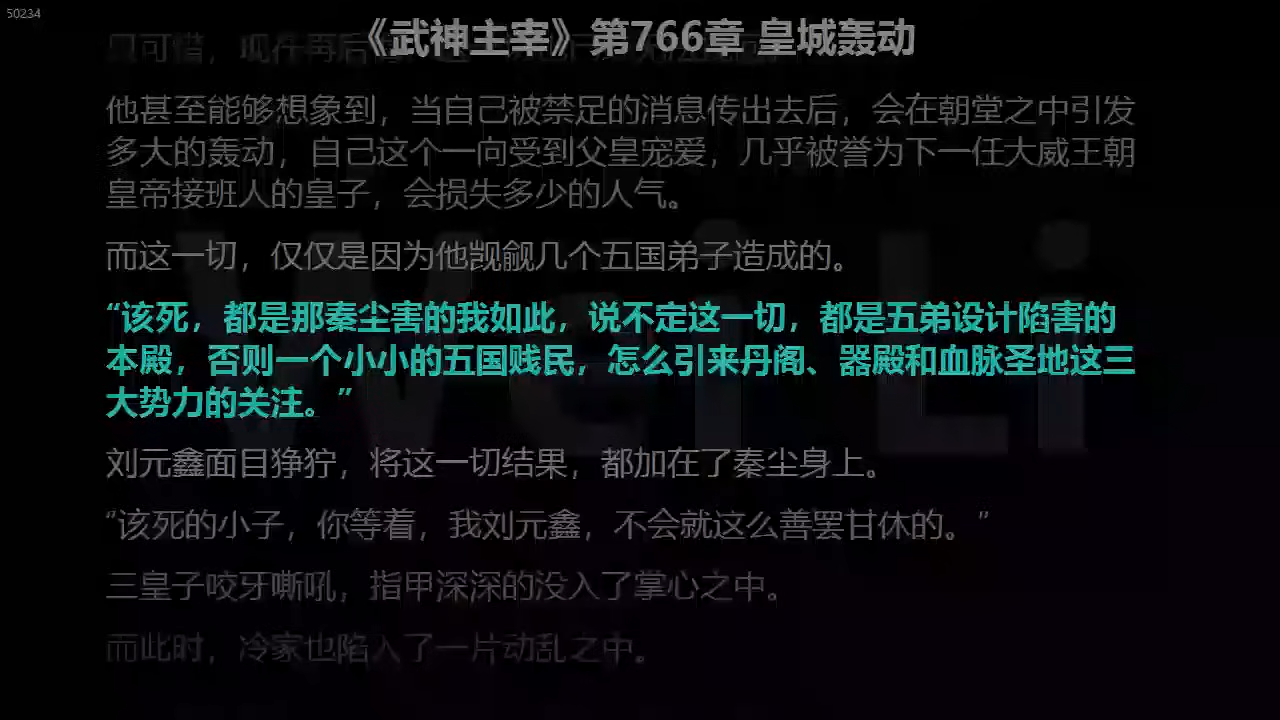 50234
《武神主宰》第766章 皇城轰动
只可惜，现在再后悔，
他甚至能够想象到，当自己被禁足的消息传出去后，会在朝堂之中引发
多大的轰动，自己这个一向受到父皇宠爱，几乎被誉为下一任大威王朝
皇帝接班人的皇子，会损失多少的人气。
而这一切，仅仅是因为他觊觎几个五国弟子造成的。
“该死，都是那秦尘害的我如此，说不定这一切，都是五弟设计陷害的
本殿，否则一个小小的五国贱民，怎么引来丹阁、器殿和血脉圣地这三
大势力的关注。”
刘元鑫面目狰狞，将这一切结果，都加在了秦尘身上。
“该死的小子，你等着，我刘元鑫，不会就这么善罢甘休的。”
三皇子咬牙嘶吼，指甲深深的没入了掌心之中。
而此时，冷家也陷入了一片动乱之中。
Wei Li